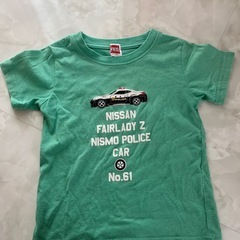 NISSAN
FAIRLADY Z
NISMO POLICE
CAR
No.61